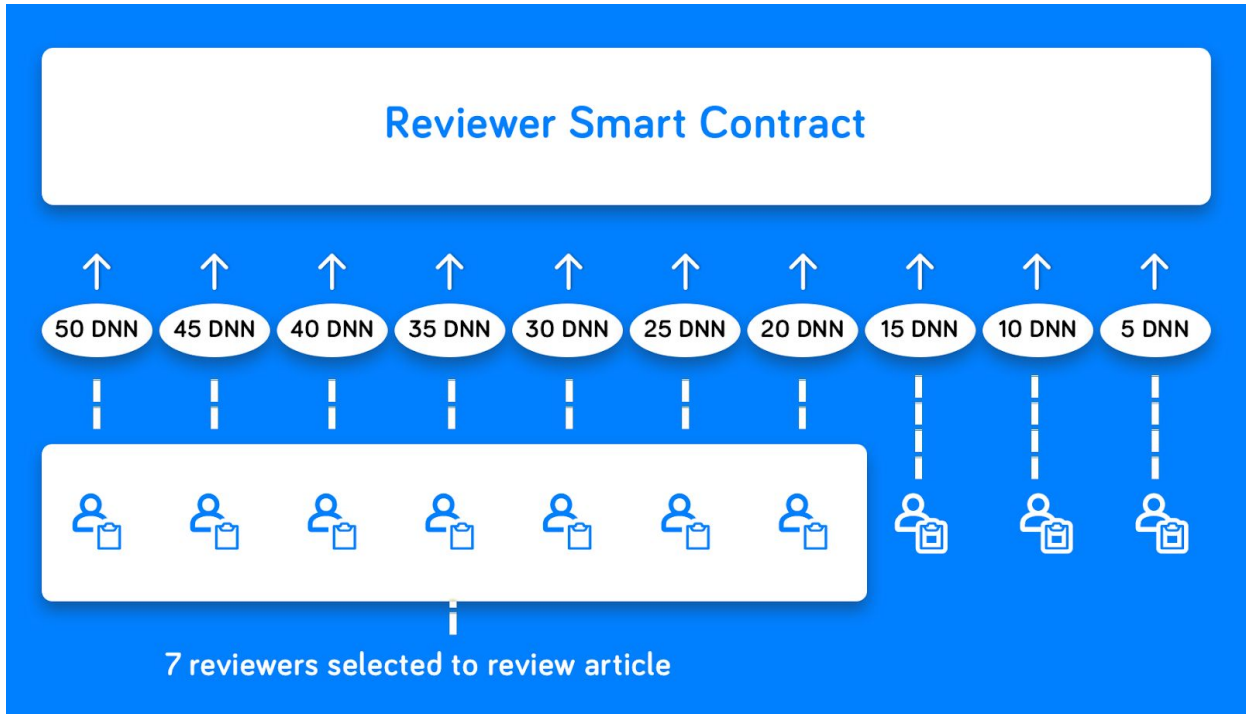 Reviewer Smart Contract
50 DNN 45 DNN 40 DNN 35 DNN 30 DNN 25 DNN 20 DNN 15 DNN 10 DNN 5 DNN
7 reviewers selected to review article